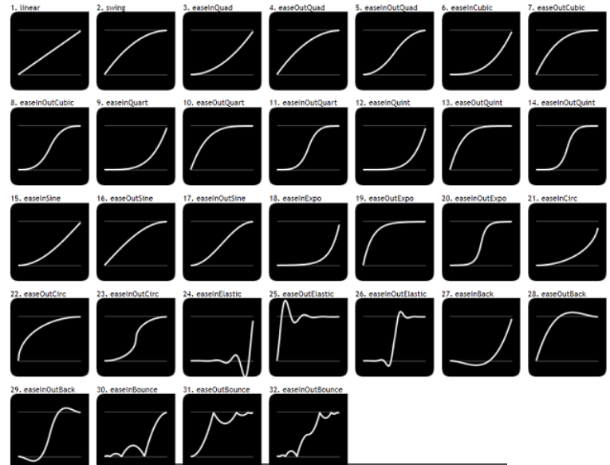 1. linear
2. swing
3. easeInQuad
4. easeOutQuad
5. easeInOutQuad
6. easeInCubic
7. easeOutCubic
8. easeInOutCubic
9. easeInQuart
10. easeOutQuart
11. easeInOutQuart
12. easeInQuint
13. easeOutQuint
14. easeInOutQuint
15. easeInSine
16. easeOutSine
17. easeInOutSine
18. easeInExpo
19. easeOutExpo
20. easeInOutExpo
21. easeInCirc
22. easeOutCirc
23. easeInOutCirc
24. easeInElastic
25. easeOutElastic
26. easeInOutElastic
27. easeInBack
28. easeOutBack
29. easeInOutBack
30. easeInBounce
31. easeOutBounce
32. easeInOutBounce